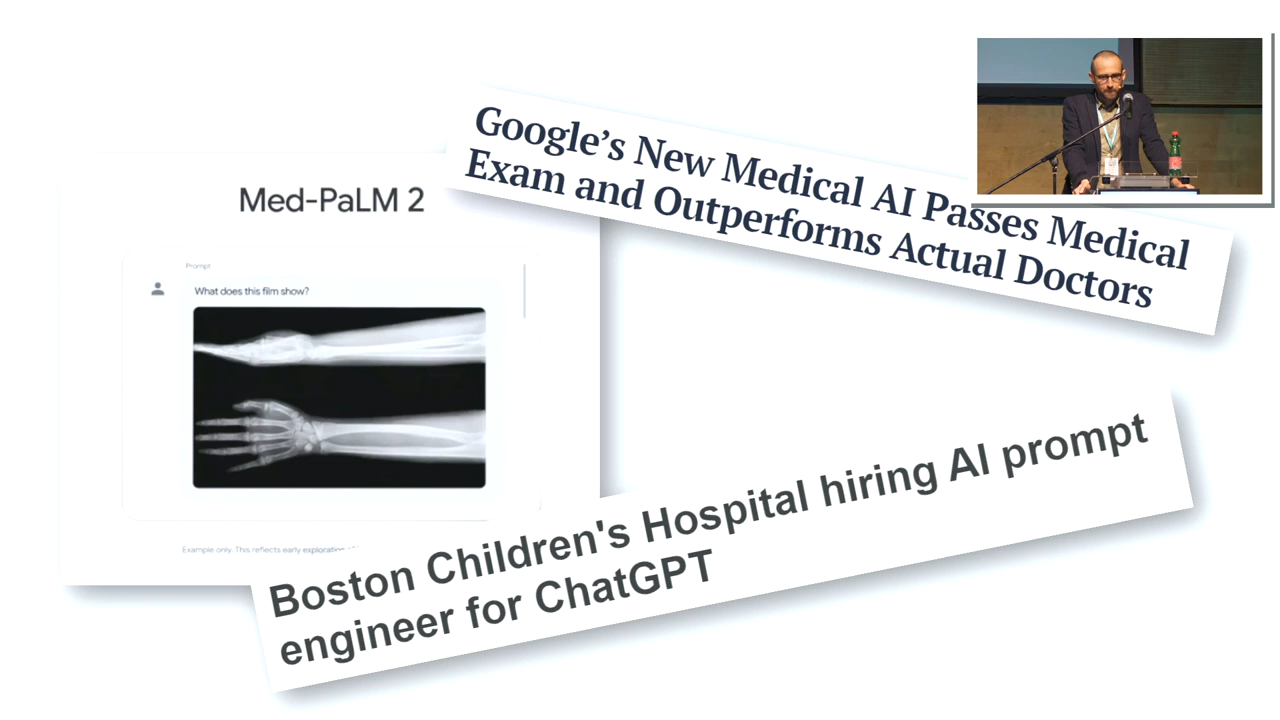 Google's New Medical AI Passes Medical
Exam and Outperforms Actual Doctors
Med-PaLM 2
Prompt
What does this film show?
Example only. This reflects early exploration
Boston Children's Hospital hiring AI prompt
engineer for ChatGPT